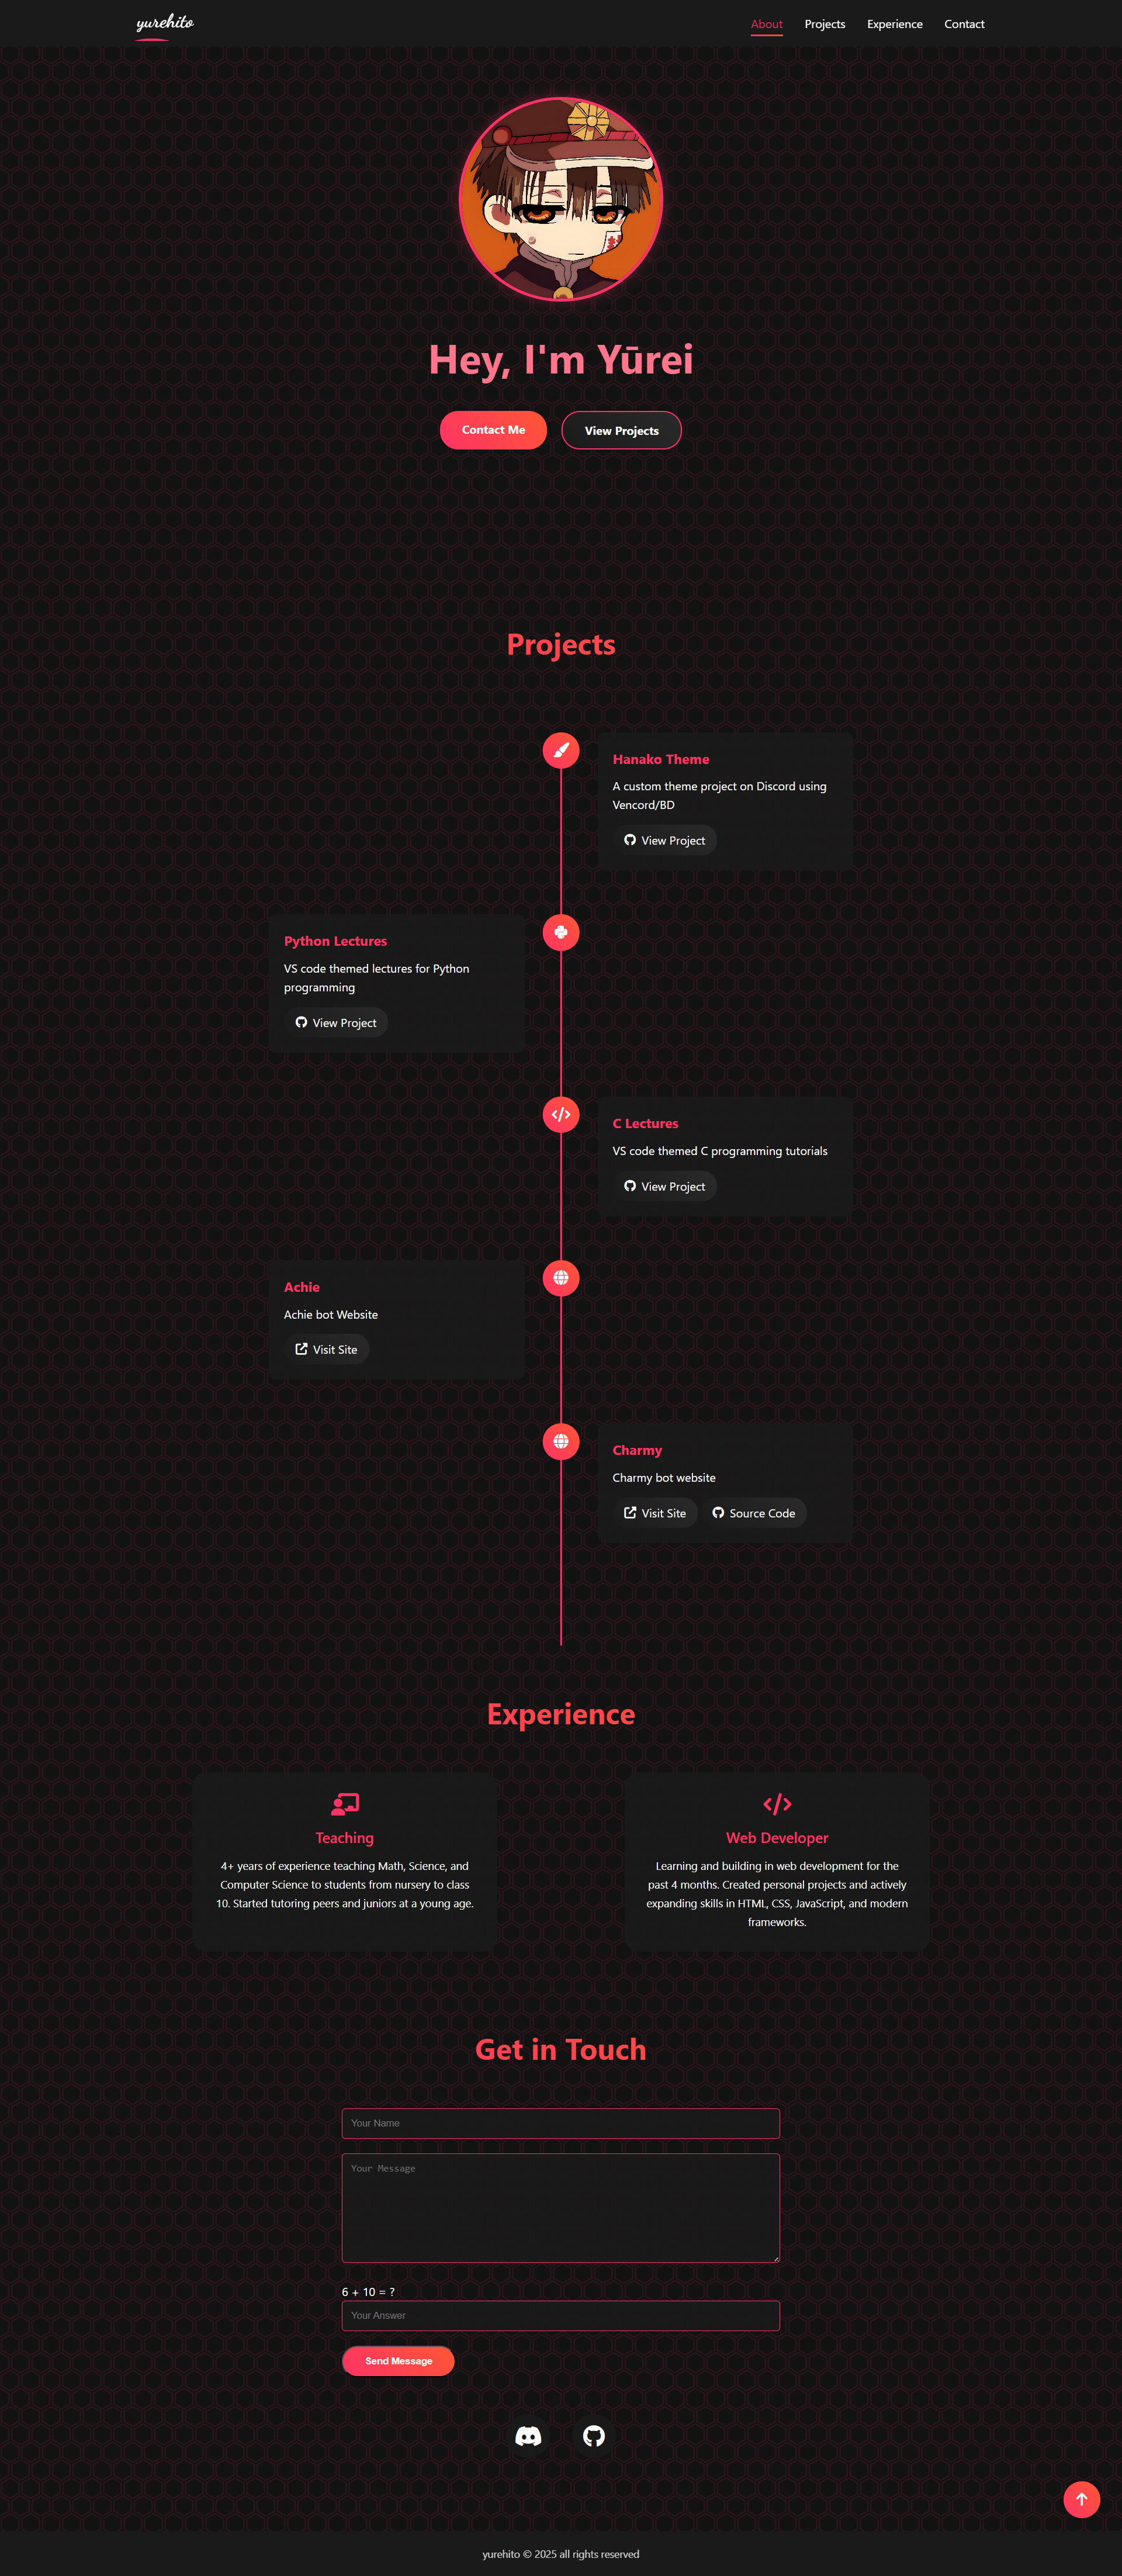 yurehito
About
Projects
Experience
Contact
Hey, I'm Yūrei
Contact Me
View Projects
Projects
Hanako Theme
A custom theme project on Discord using
Vencord/BD
View Project
Python Lectures
VS code themed lectures for Python
programming
View Project
C Lectures
VS code themed C programming tutorials
View Project
Achie
Achie bot Website
Visit Site
Charmy
Charmy bot website
Visit Site
Source Code
Experience
Teaching
4+ years of experience teaching Math, Science, and
Computer Science to students from nursery to class
10. Started tutoring peers and juniors at a young age.
Web Developer
Learning and building in web development for the
past 4 months. Created personal projects and actively
expanding skills in HTML, CSS, JavaScript, and modern
frameworks.
Get in Touch
Your Name
Your Message
6 + 10 = ?
Your Answer
Send Message
yurehito © 2025 all rights reserved